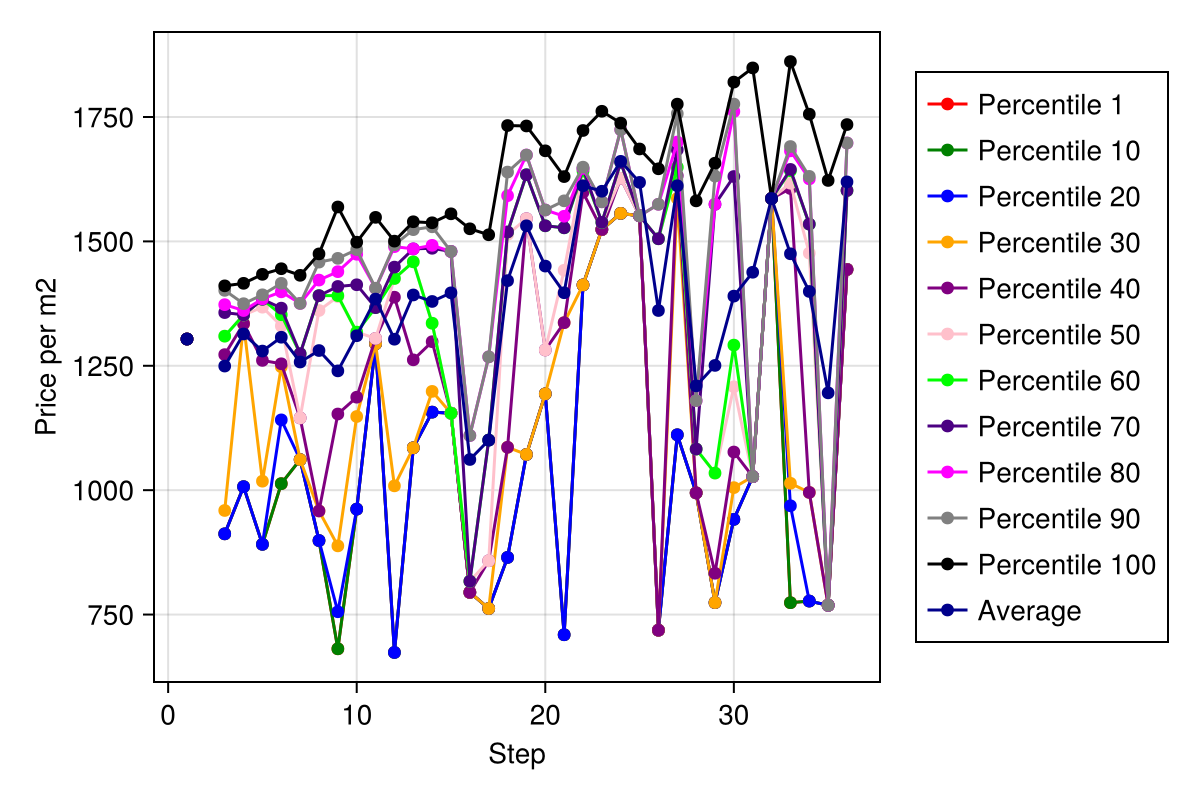 1750
1500
1250
1000
750
Price per m2
0 10 20 30
Step
Percentile 1
Percentile 10
Percentile 20
Percentile 30
Percentile 40
Percentile 50
Percentile 60
Percentile 70
Percentile 80
Percentile 90
Percentile 100
Average